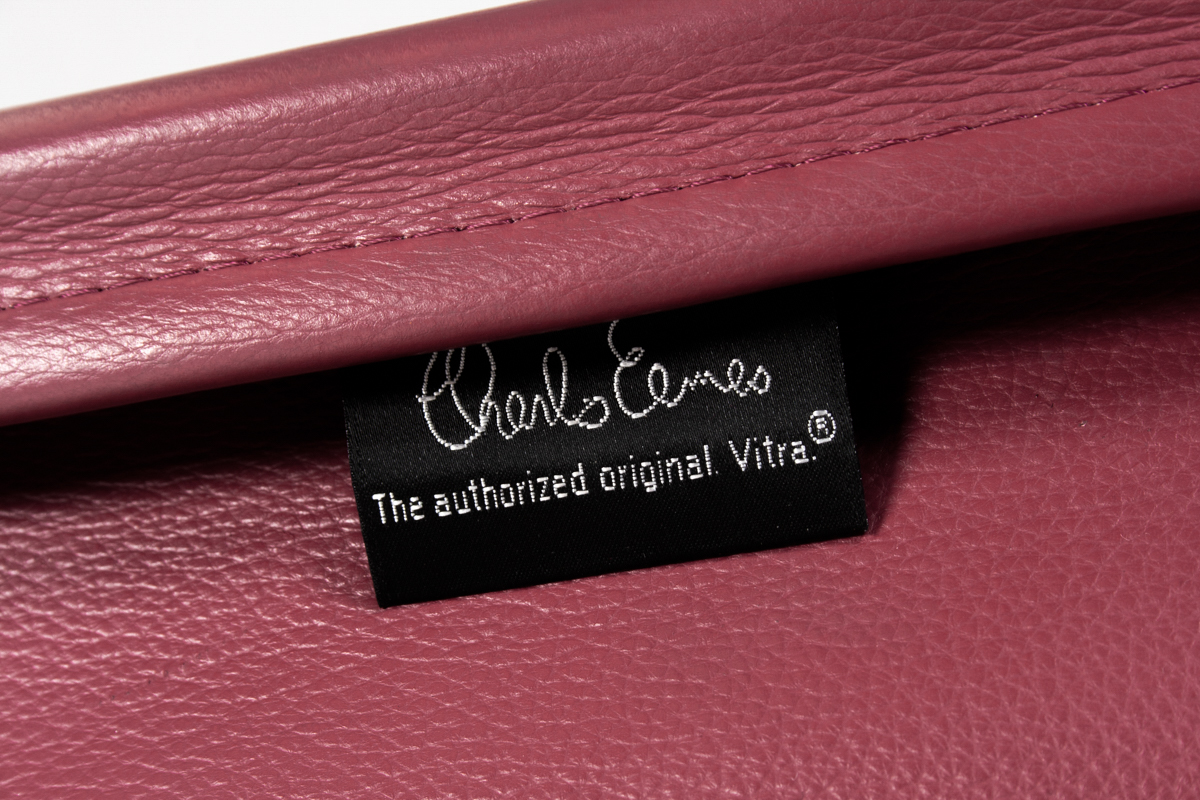 Charles Eames
The authorized original. Vitra.®